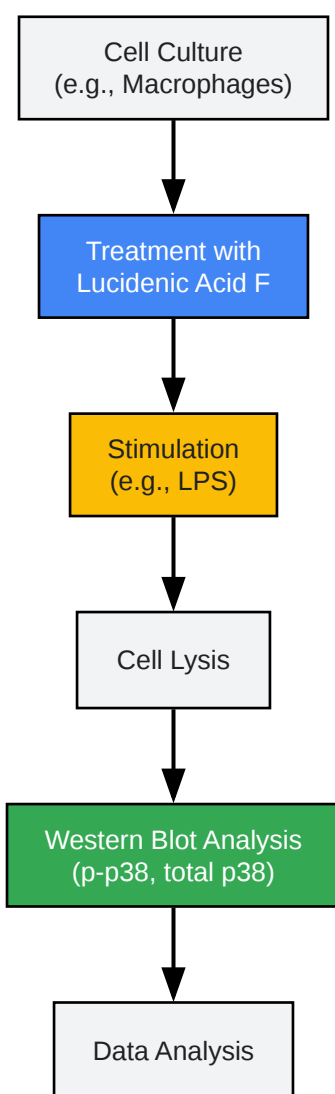 Cell Culture
(e.g., Macrophages)
Treatment with
Lucidenic Acid F
Stimulation
(e.g., LPS)
Cell Lysis
Western Blot Analysis
(p-p38, total p38)
Data Analysis